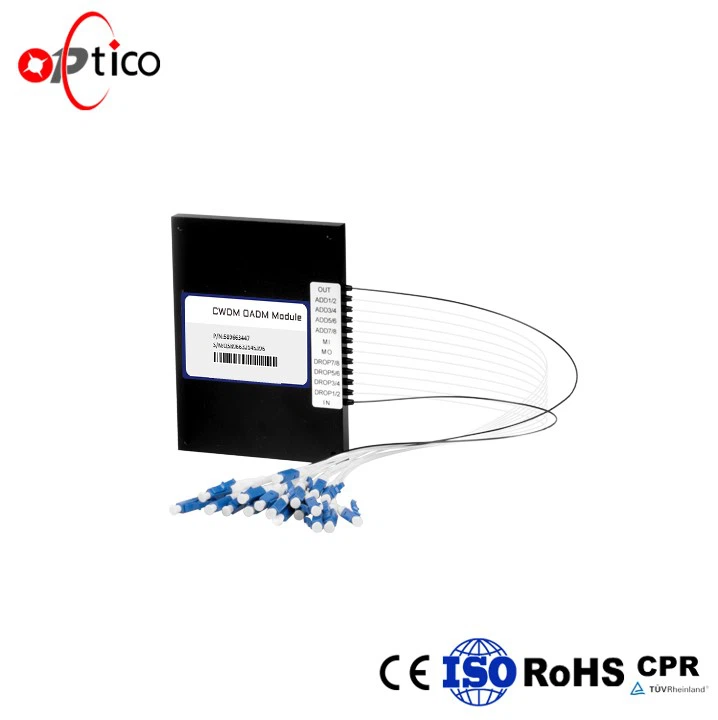 OPtico
CWDM OADM Module
P/N:589663447
OUT
ADD1/2
ADD3/4
ADD5/6
ADD7/8
MI
MO
DROP7/8
DROP5/6
DROP3/4
DROP1/2
IN
CE ISO RoHS CPR
TÜVRheinland®